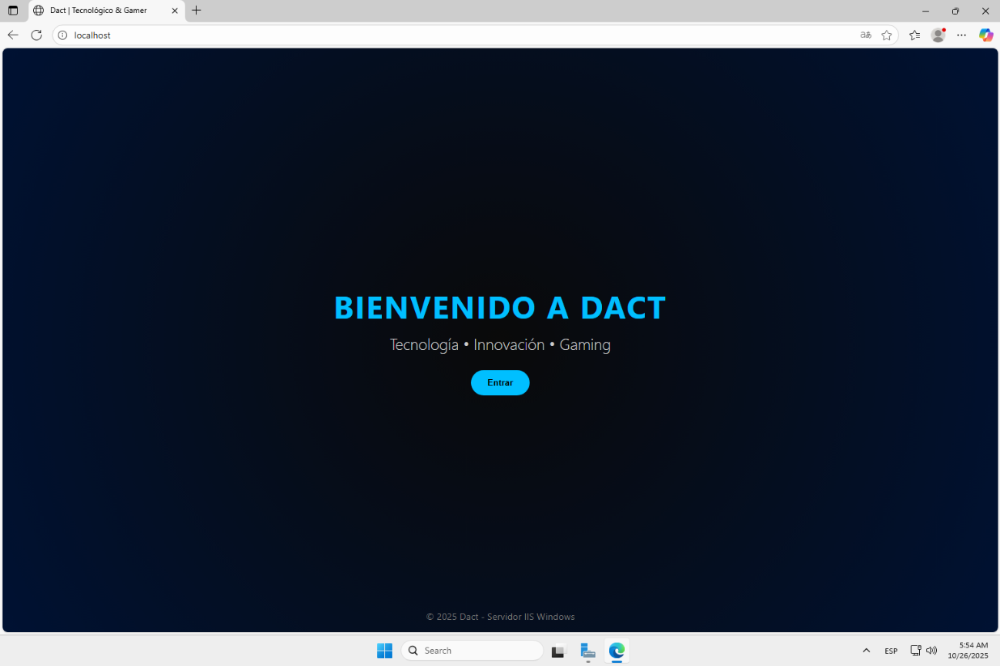 Dact | Tecnológico & Gamer
localhost
BIENVENIDO A DACT
Tecnología • Innovación • Gaming
Entrar
© 2025 Dact - Servidor IIS Windows
Search
ESP
5:54 AM
10/26/2025